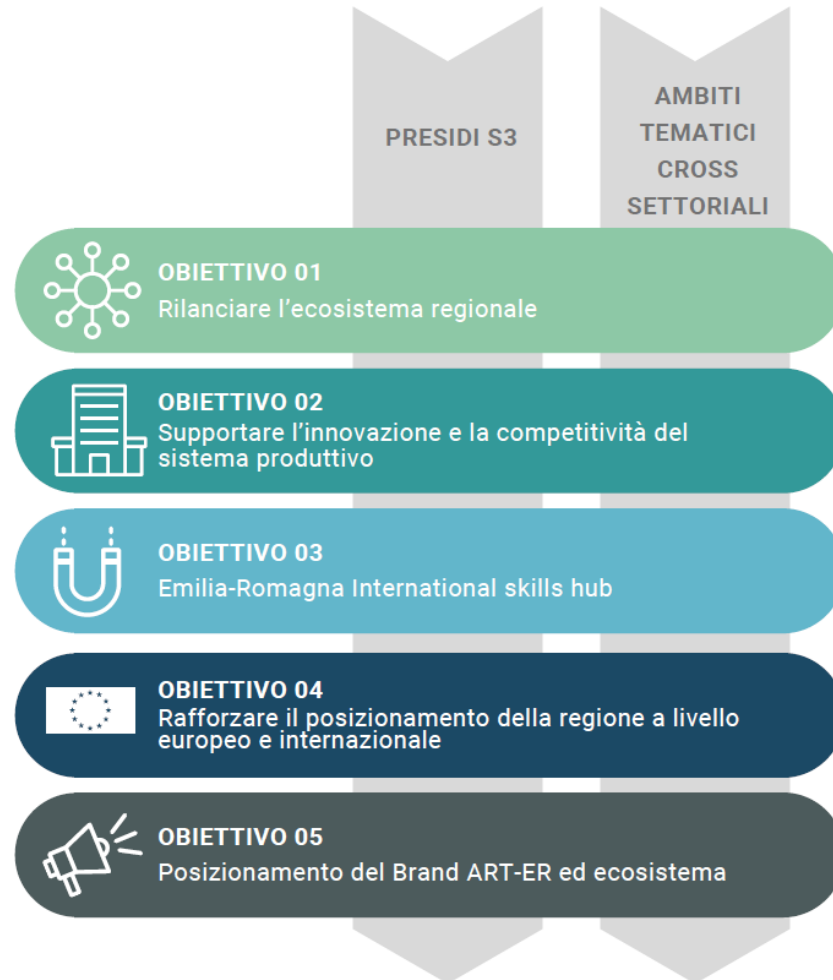 PRESIDI S3
AMBITI
TEMATICI
CROSS
SETTORIALI
OBIETTIVO 01
Rilanciare l'ecosistema regionale
OBIETTIVO 02
Supportare l'innovazione e la competitività del
sistema produttivo
OBIETTIVO 03
Emilia-Romagna International skills hub
OBIETTIVO 04
Rafforzare il posizionamento della regione a livello
europeo e internazionale
OBIETTIVO 05
Posizionamento del Brand ART-ER ed ecosistema